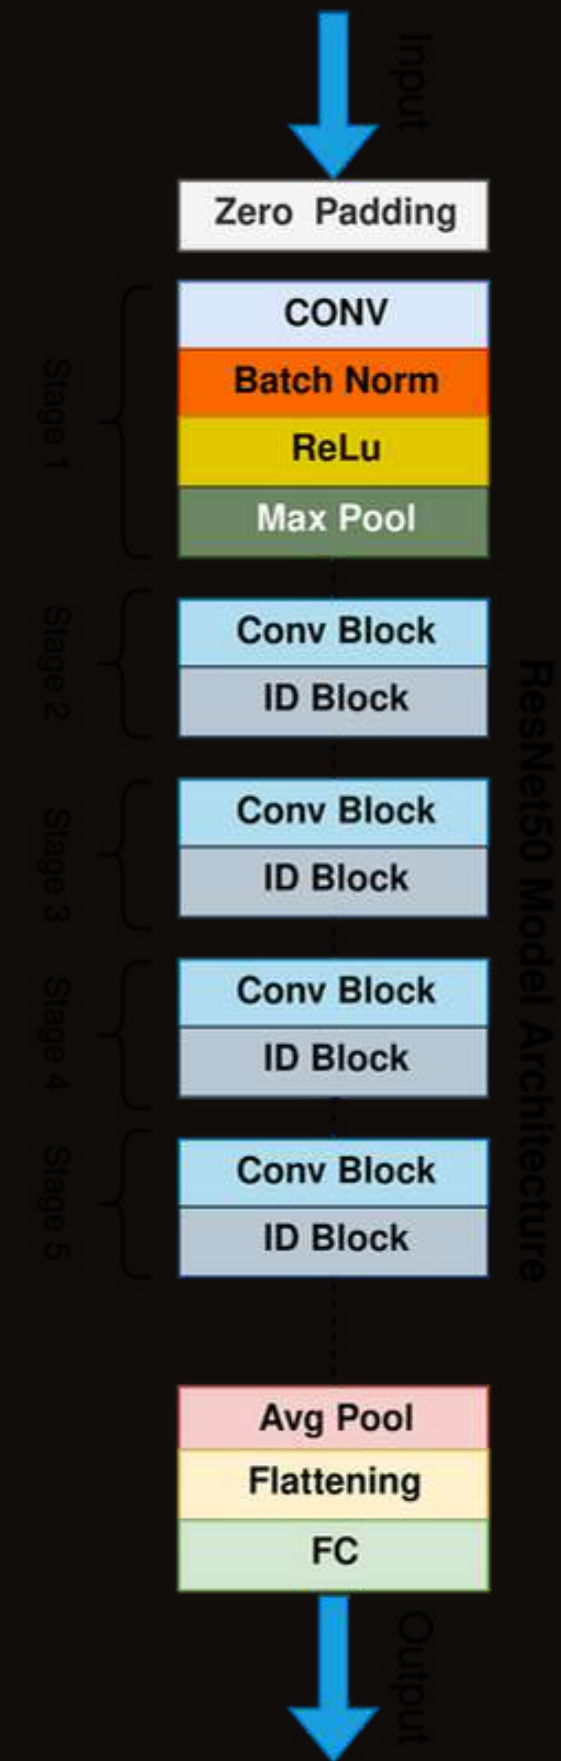 Input
Zero Padding
CONV
Batch Norm
ReLu
Max Pool
Stage 1
Conv Block
ID Block
Stage 2
Conv Block
ID Block
Stage 3
Conv Block
ID Block
Stage 4
Conv Block
ID Block
Stage 5
ResNet50 Model Architecture
Avg Pool
Flattening
FC
Output